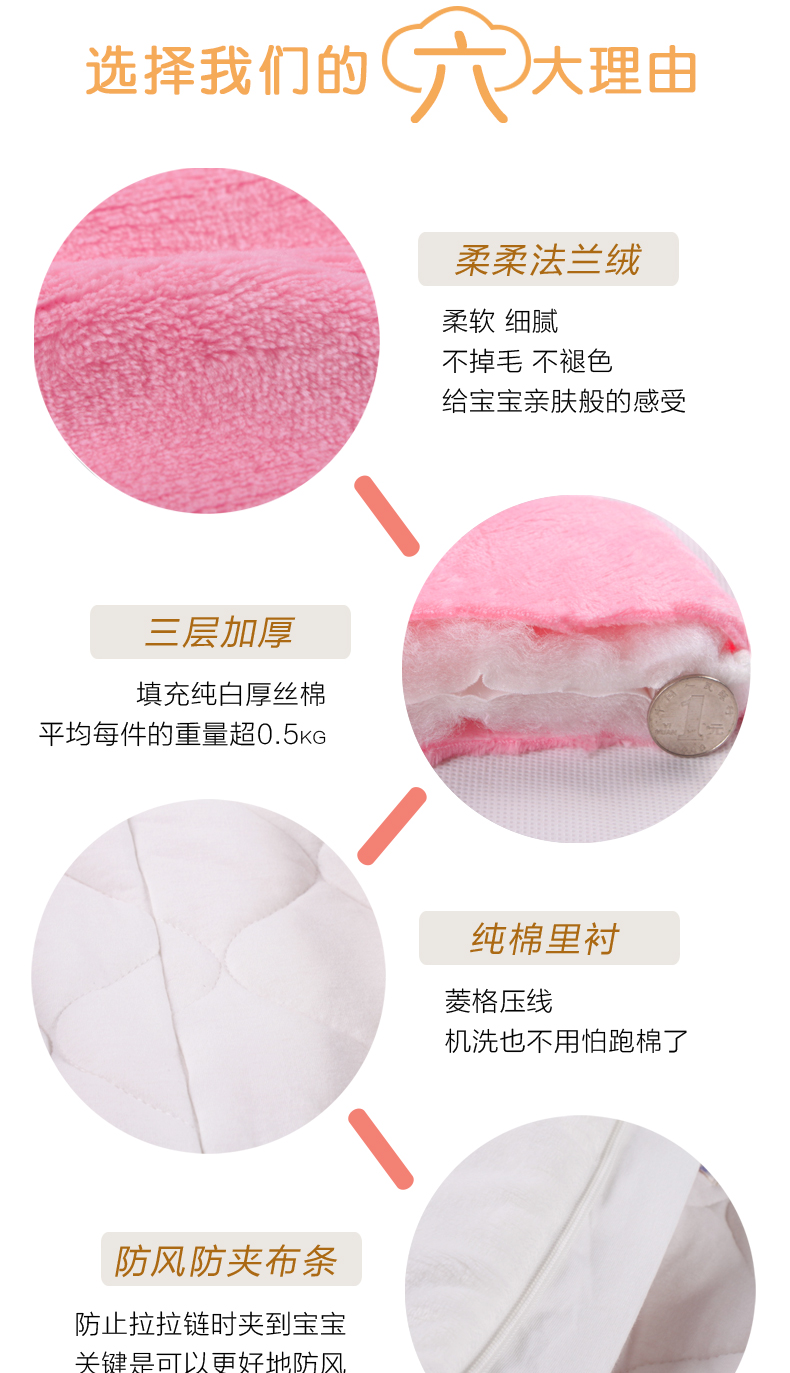 选择我们的六大理由
柔柔法兰绒
柔软 细腻
不掉毛 不褪色
给宝宝亲肤般的感受
三层加厚
填充纯白厚丝棉
平均每件的重量超0.5KG
1
纯棉里衬
菱格压线
机洗也不用怕跑棉了
防风防夹布条
防止拉拉链时夹到宝宝
关键是可以更好地防风